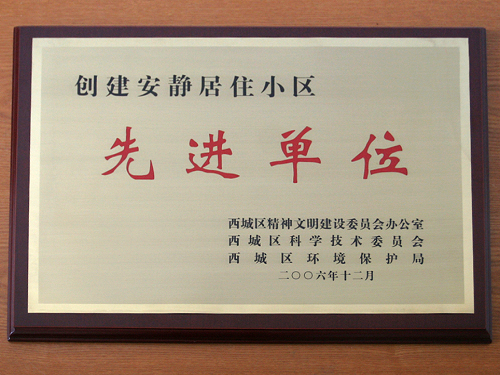 创建安静居住小区
先进单位
西城区精神文明建设委员会办公室
西城区科学技术委员会
西城区环境保护局
二〇〇六年十二月